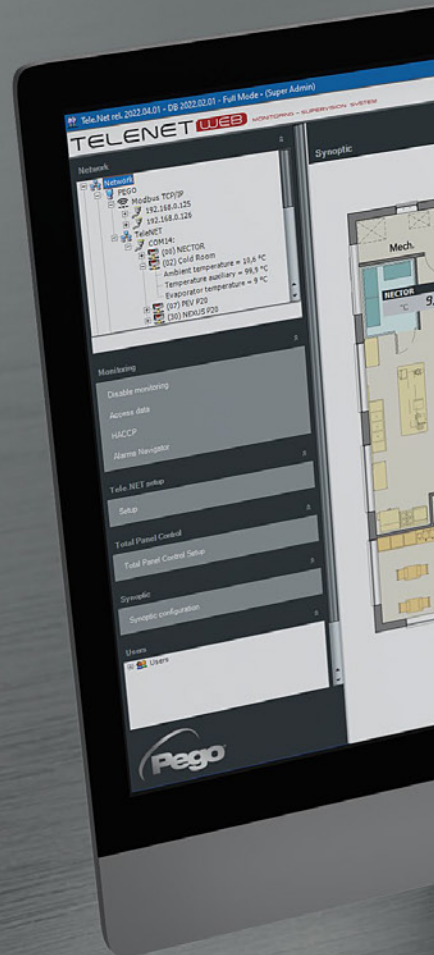 Tele.Net rel. 2022.04.01 - DB 2022.02.01 - Full Mode - (Super Admin)
TELENET WEB MONITORING - SUPERVISION SYSTEM
Network
Network
PEGO
Modbus TCP/IP
192.168.0.125
192.168.0.126
TeleNET
COM14:
(00) NECTOR
(02) Cold Room
Ambient temperature = 10,6 °C
Temperature auxiliary = 99,9 °C
Evaporator temperature = 9 °C
(07) PEV P20
(30) NEXUS P20
Monitoring
Disable monitoring
Access data
HACCP
Alarms Navigator
Tele.NET setup
Setup
Total Panel Control
Total Panel Control Setup
Synoptic
Synoptic configuration
Users
Users
Pego
Synoptic
Mech.
NECTOR
°C 9,